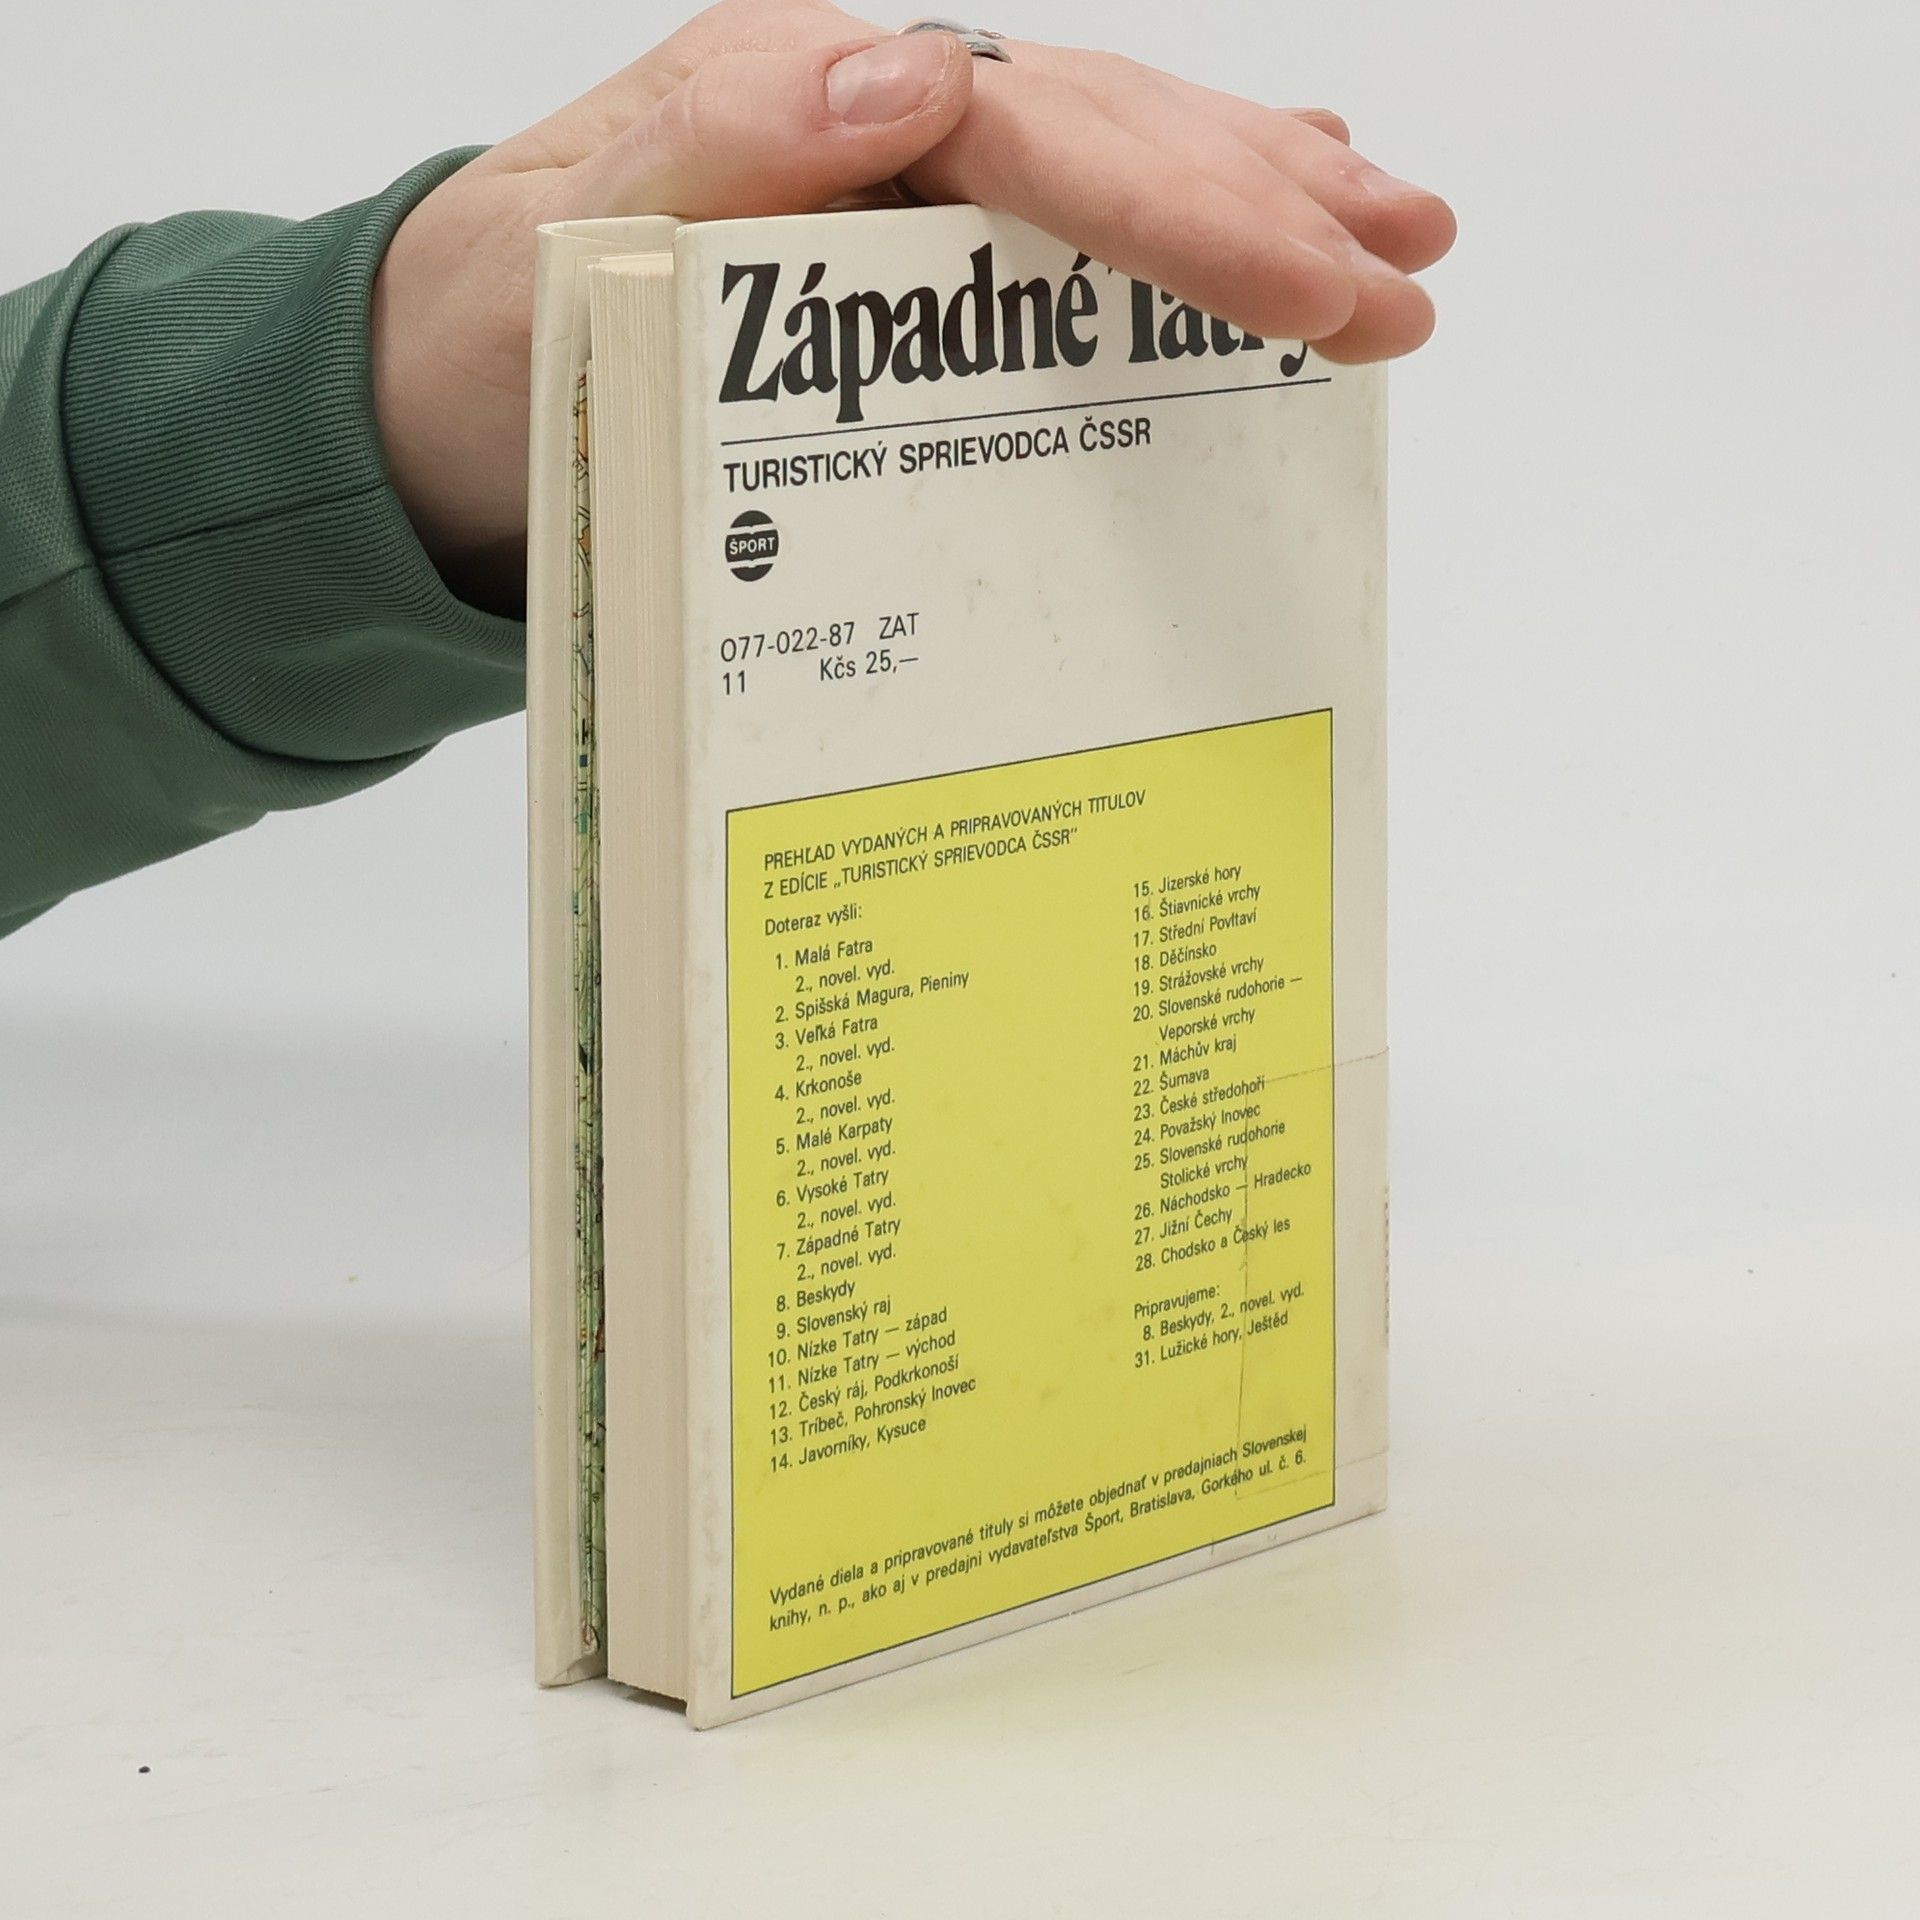 Západné Tatry
TURISTICKÝ SPRIEVODCA ČSSR
ŠPORT
077-022-87 ZAT
11 Kčs 25,—
PREHĽAD VYDANÝCH A PRIPRAVOVANÝCH TITULOV
Z EDÍCIE „TURISTICKÝ SPRIEVODCA ČSSR"
Doteraz vyšli:
1. Malá Fatra
2., novel. vyd.
2. Spišská Magura, Pieniny
3. Veľká Fatra
2., novel. vyd.
4. Krkonoše
2., novel. vyd.
5. Malé Karpaty
2., novel. vyd.
6. Vysoké Tatry
2., novel. vyd.
7. Západné Tatry
2., novel. vyd.
8. Beskydy
9. Slovenský raj
10. Nízke Tatry — západ
11. Nízke Tatry — východ
12. Český ráj, Podkrkonoší
13. Tríbeč, Pohronský Inovec
14. Javorníky, Kysuce
15. Jizerské hory
16. Štiavnické vrchy
17. Střední Povltaví
18. Děčínsko
19. Strážovské vrchy
20. Slovenské rudohorie —
Veporské vrchy
21. Máchův kraj
22. Šumava
23. České středohoří
24. Považský Inovec
25. Slovenské rudohorie
Stolické vrchy
26. Náchodsko — Hradecko
27. Jižní Čechy
28. Chodsko a Český les
Pripravujeme:
8. Beskydy, 2., novel. vyd.
31. Lužické hory, Ještěd
Vydané diela a pripravované tituly si môžete objednať v predajniach Slovenskej
knihy, n. p., ako aj v predajni vydavateľstva Šport, Bratislava, Gorkého ul. č. 6.